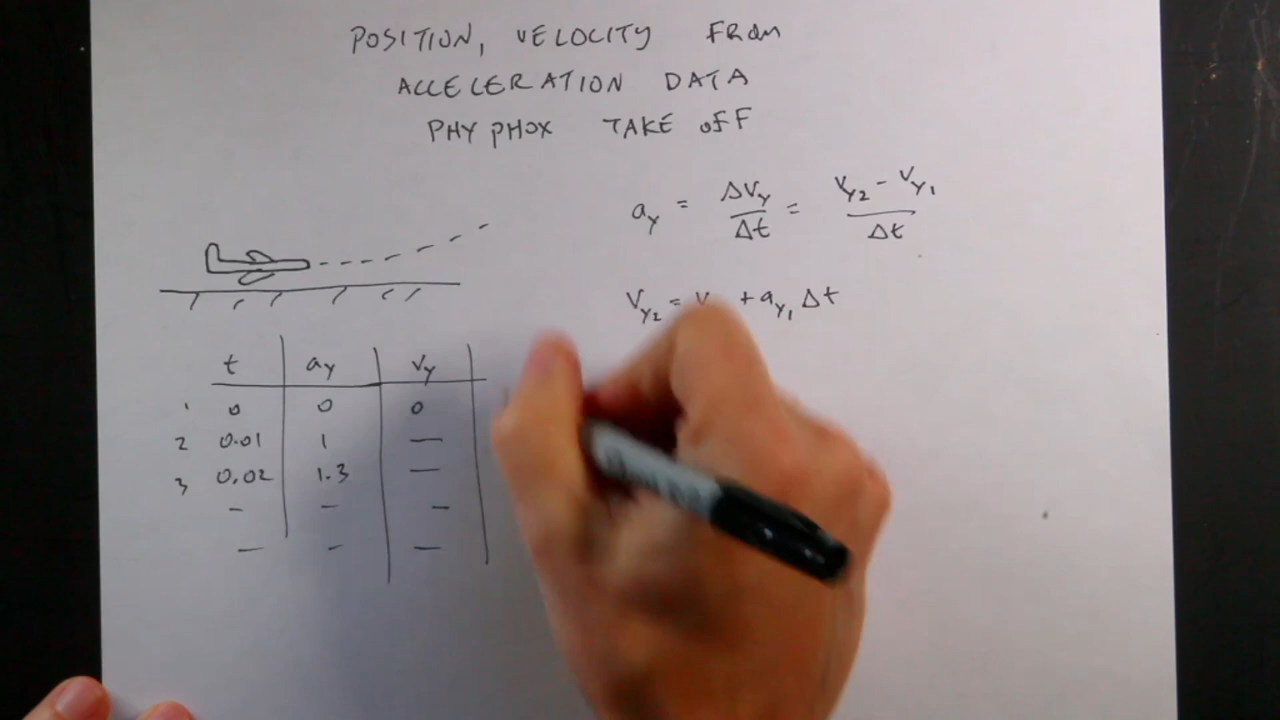 POSITION, VELOCITY FROM
ACCELERATION DATA
PHYPHOX TAKE OFF
a_y = Δv_y / Δt = (v_y2 - v_y1) / Δt
v_y2 = v + a_y1 Δt
t a_y v_y
1 0 0 0
2 0.01 1 —
3 0.02 1.3 —
– – –
— – —